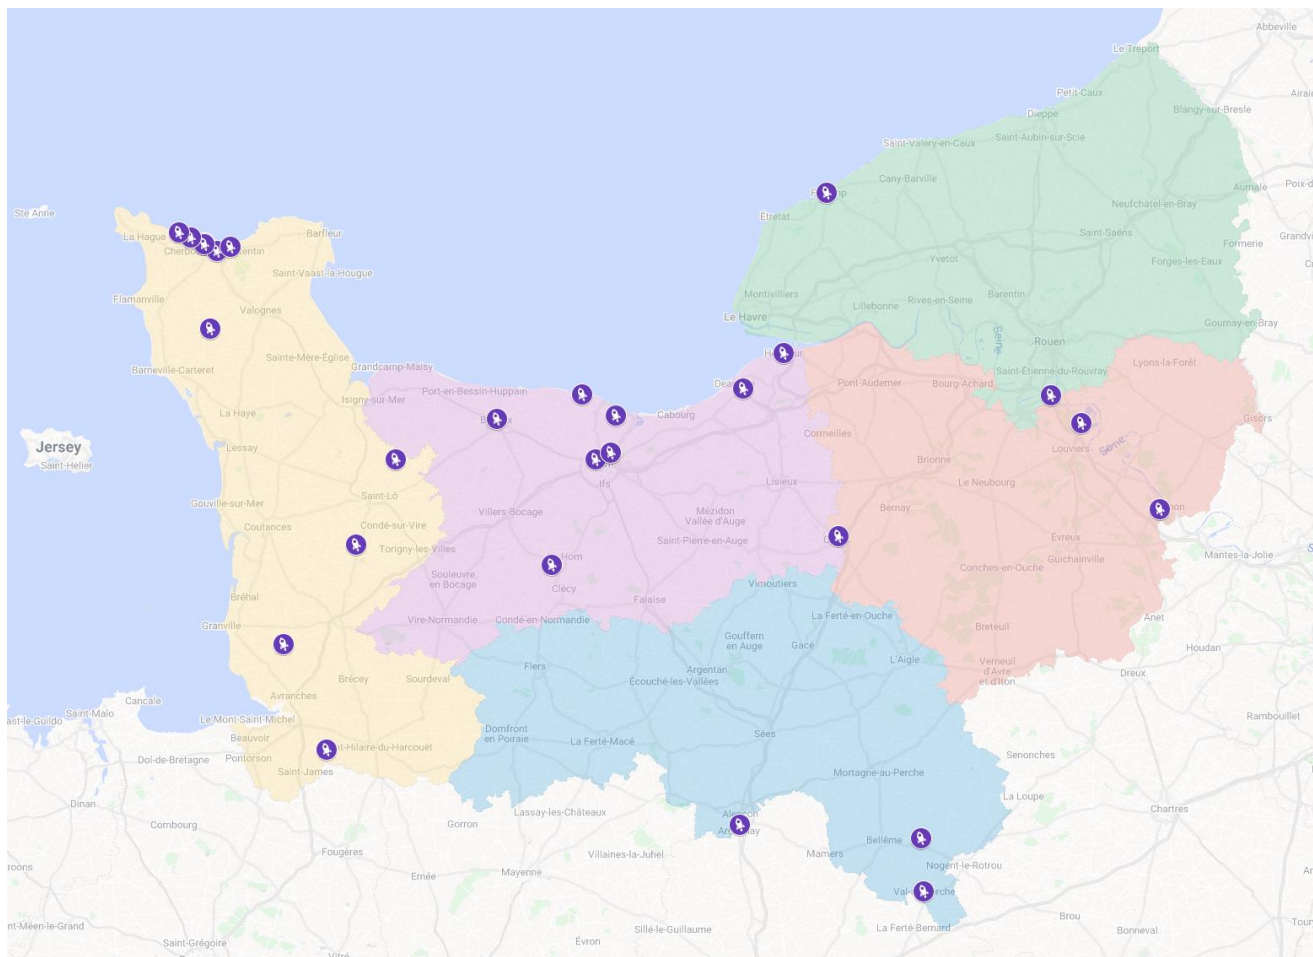 Abbeville
Le Tréport
Petit-Caux
Airai
Blangy-sur-Bresle
Dieppe
Saint-Aubin-sur-Scie
Saint-Valery-en-Caux
Cany-Barville
Poix-d
Aumale
Neufchâtel-en-Bray
Ste Anne
Étretat
Barfleur
La Hague
Saint-Saëns
Grandvi
Formerie
Yvetot
Forges-les-Eaux
Saint-Vaast-la-Hougue
Flamanville
Montivilliers
Barentin
Rives-en-Seine
Lillebonne
Valognes
Le Havre
Gournay-en-Bray
Seine
Rouen
Sainte-Mère-Église
Lyons-la-Forêt
Grandcamp-Maisy
Barneville-Carteret
Saint-Étienne-du-Rouvray
Pont-Audemer
Bourg-Achard
Port-en-Bessin-Huppain
Isigny-sur-Mer
La Haye
Cabourg
Gisors
Cormeilles
Jersey
Lessay
Louviers
Seine
Brionne
Saint-Helier
Ifs
Lisieux
Le Neubourg
Saint-Lô
Gouville-sur-Mer
Bernay
Villers-Bocage
Mézidon
Vallée d'Auge
Coutances
Condé-sur-Vire
Évreux
Saint-Pierre-en-Auge
Torigny-les-Villes
Mantes-la-Jolie
Guichainville
Conches-en-Ouche
Souleuvre
en Bocage
Clécy
Vimoutiers
Bréhal
Falaise
La Ferté-en-Ouche
Anet
Granville
Vire-Normandie
Condé-en-Normandie
Breteuil
Gouffern
en Auge
Gacé
Houdan
L'Aigle
Flers
Verneuil
d'Avre
et d'Iton
Argentan
Dreux
Brécey
Sourdeval
Écouché-les-Vallées
Avranches
Cancale
Saint-Malo
Rambouillet
Le Mont-Saint-Michel
Beauvoir
Domfront
en Poiraie
Sées
La Ferté-Macé
Pontorson
Dol-de-Bretagne
Senonches
Saint-James
Mortagne-au-Perche
La Loupe
Dinan
Chartres
Lassay-les-Châteaux
Combourg
Gorron
Bellême
Fougères
Villaines-la-Juhel
Mamers
Nogent-le-Rotrou
Ernée
Mayenne
Brou
La Ferté-Bernard
Sillé-le-Guillaume
Bonneval
Saint-Grégoire
Évron
Vitré